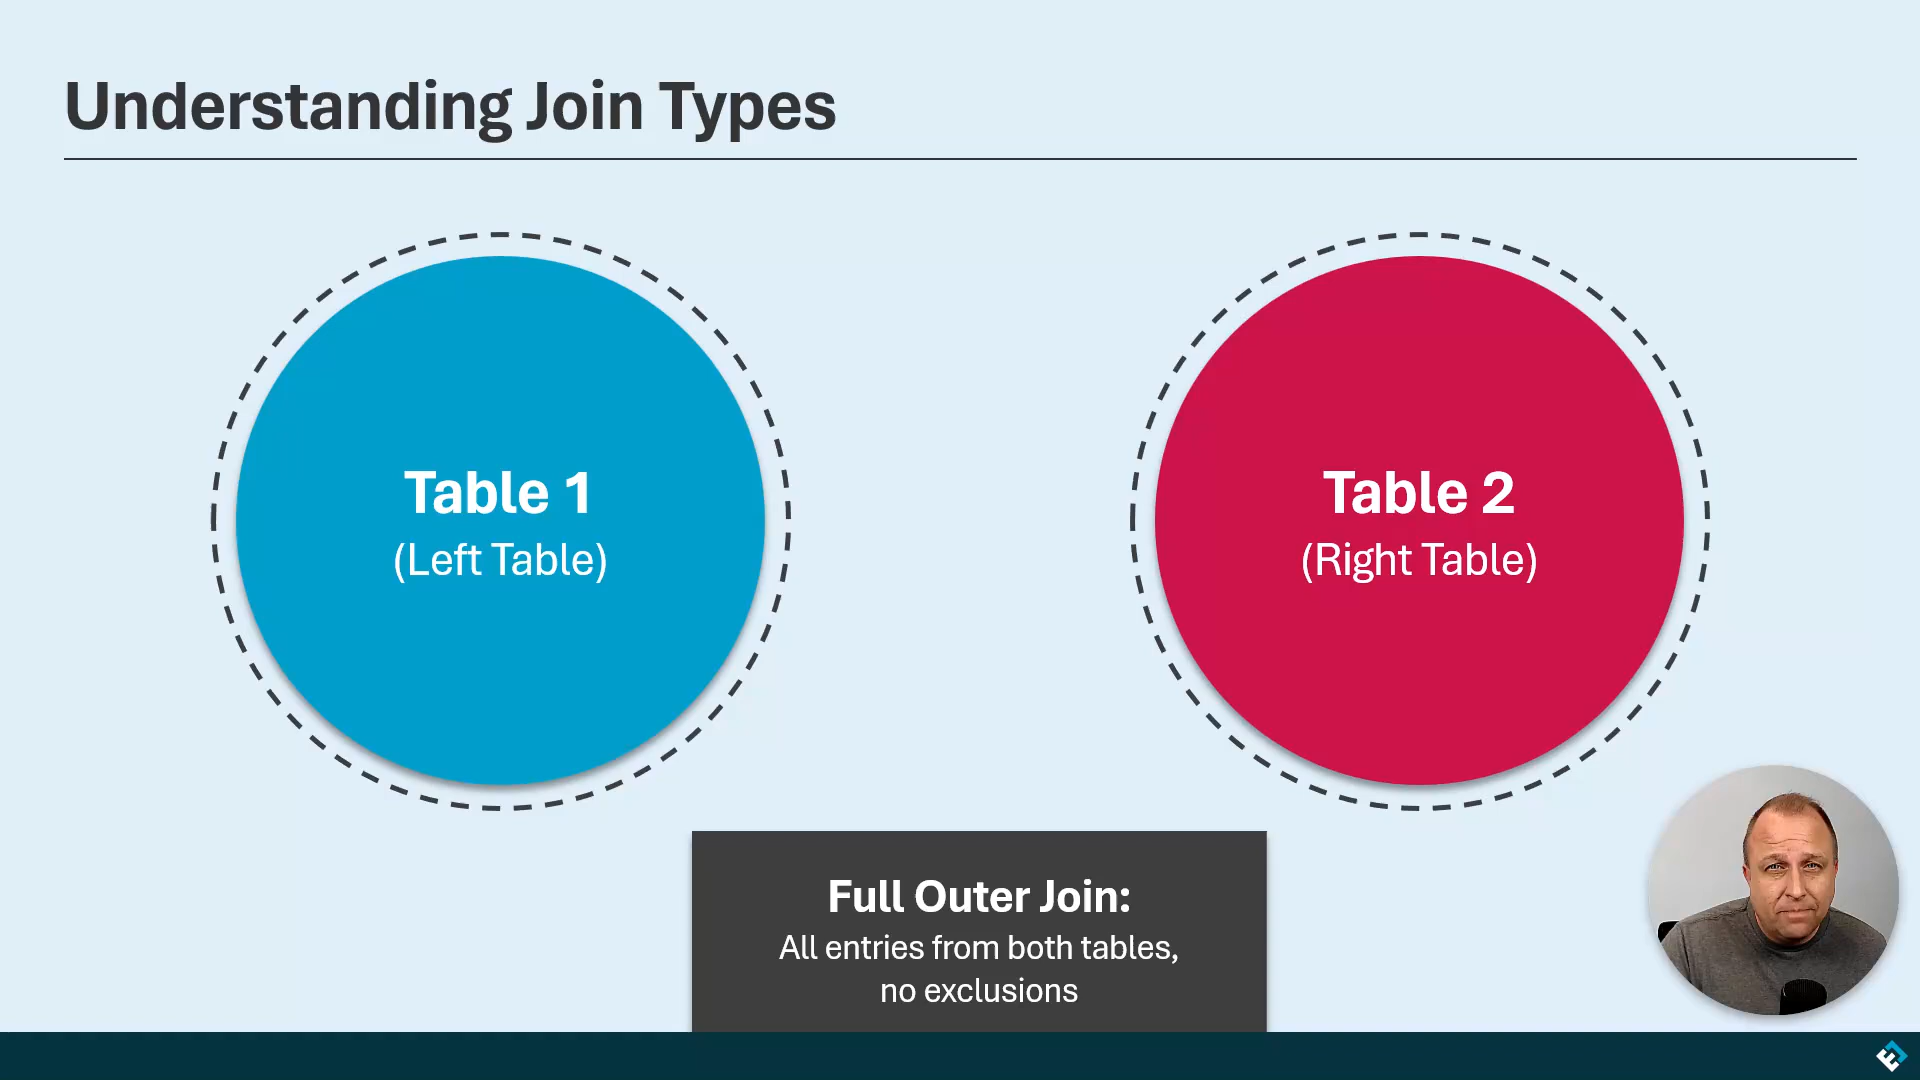 Understanding Join Types
Table 1
(Left Table)
Table 2
(Right Table)
Full Outer Join:
All entries from both tables,
no exclusions